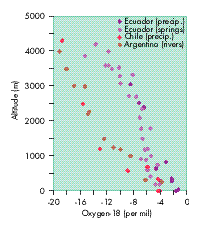 Ecuador (precip.)
Ecuador (springs)
Chile (precip.)
Argentina (rivers)
5000
4000
3000
2000
1000
0
Altitude (m)
-20 -16 -12 -8 -4 0
Oxygen-18 (per mil)